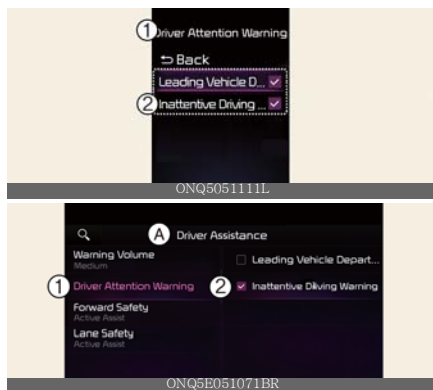 ① Driver Attention Warning
Back
Leading Vehicle D...
② Inattentive Driving ...
ONQ5051111L
Ⓐ Driver Assistance
Warning Volume
Medium
Leading Vehicle Depart...
① Driver Attention Warning
② Inattentive Driving Warning
Forward Safety
Active Assist
Lane Safety
Active Assist
ONQ5E051071BR